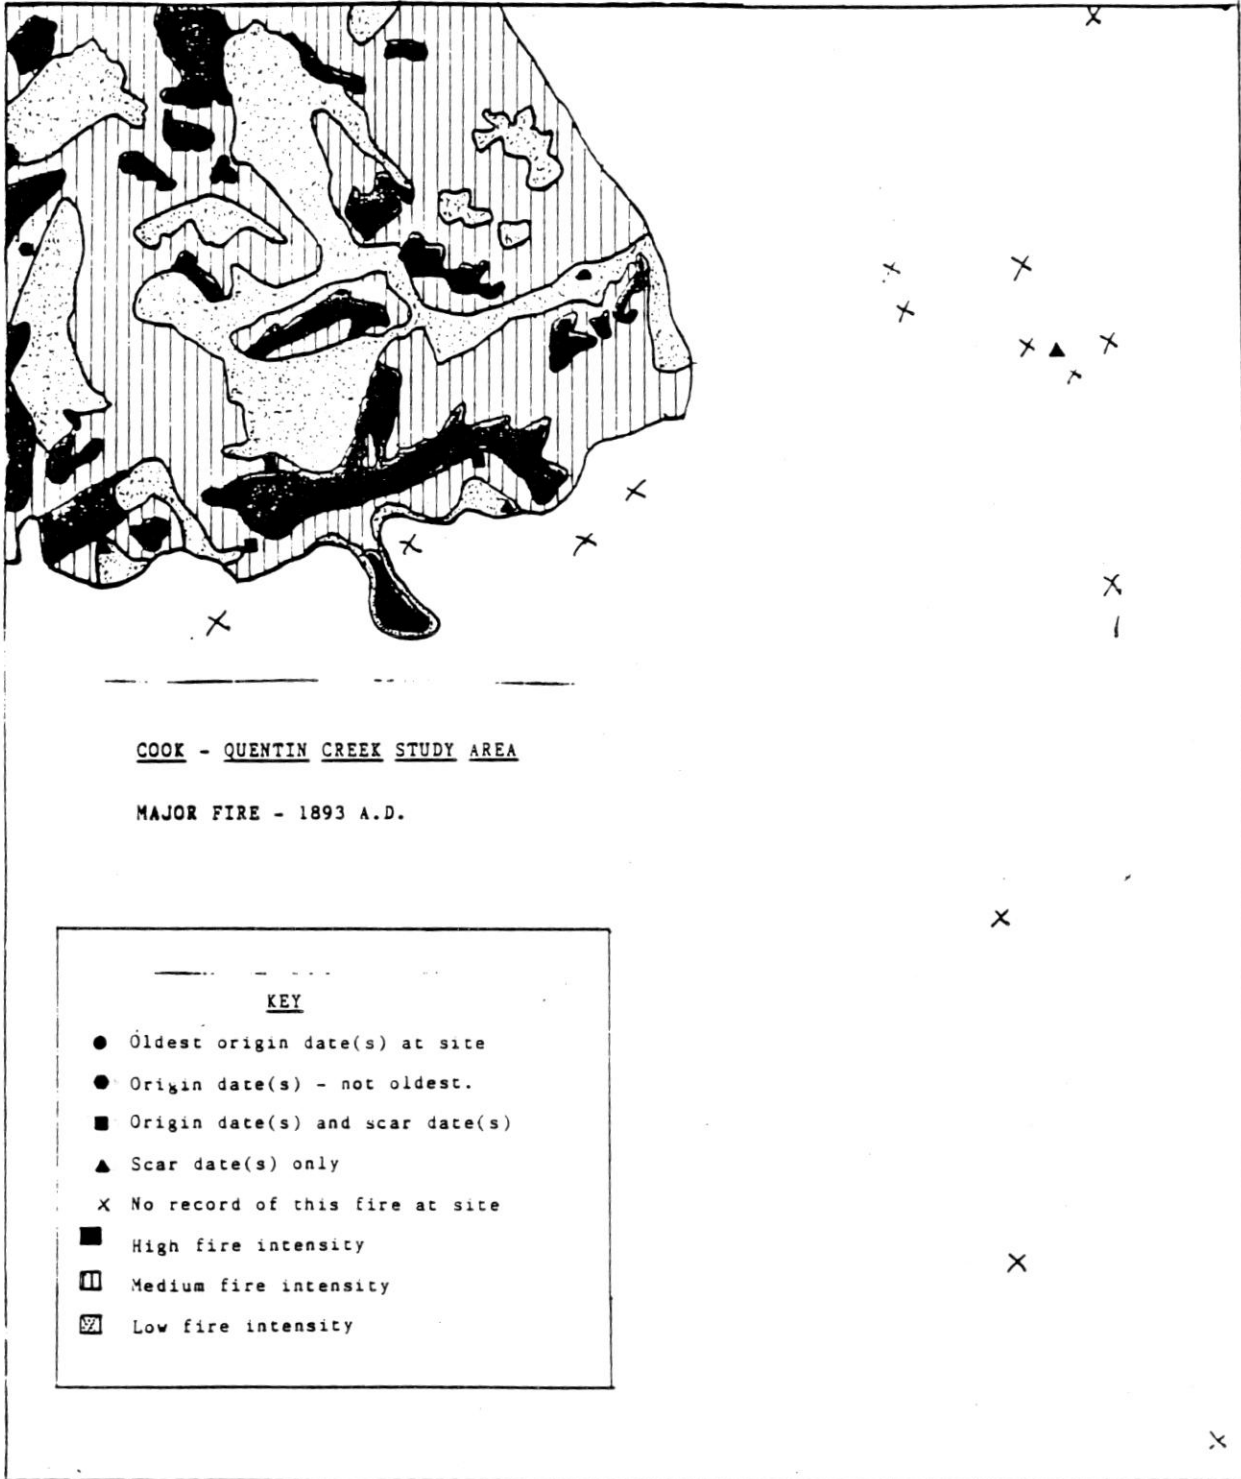 COOK - QUENTIN CREEK STUDY AREA
MAJOR FIRE - 1893 A.D.
KEY
Oldest origin date(s) at site
Origin date(s) - not oldest.
Origin date(s) and scar date(s)
Scar date(s) only
No record of this fire at site
High fire intensity
Medium fire intensity
Low fire intensity